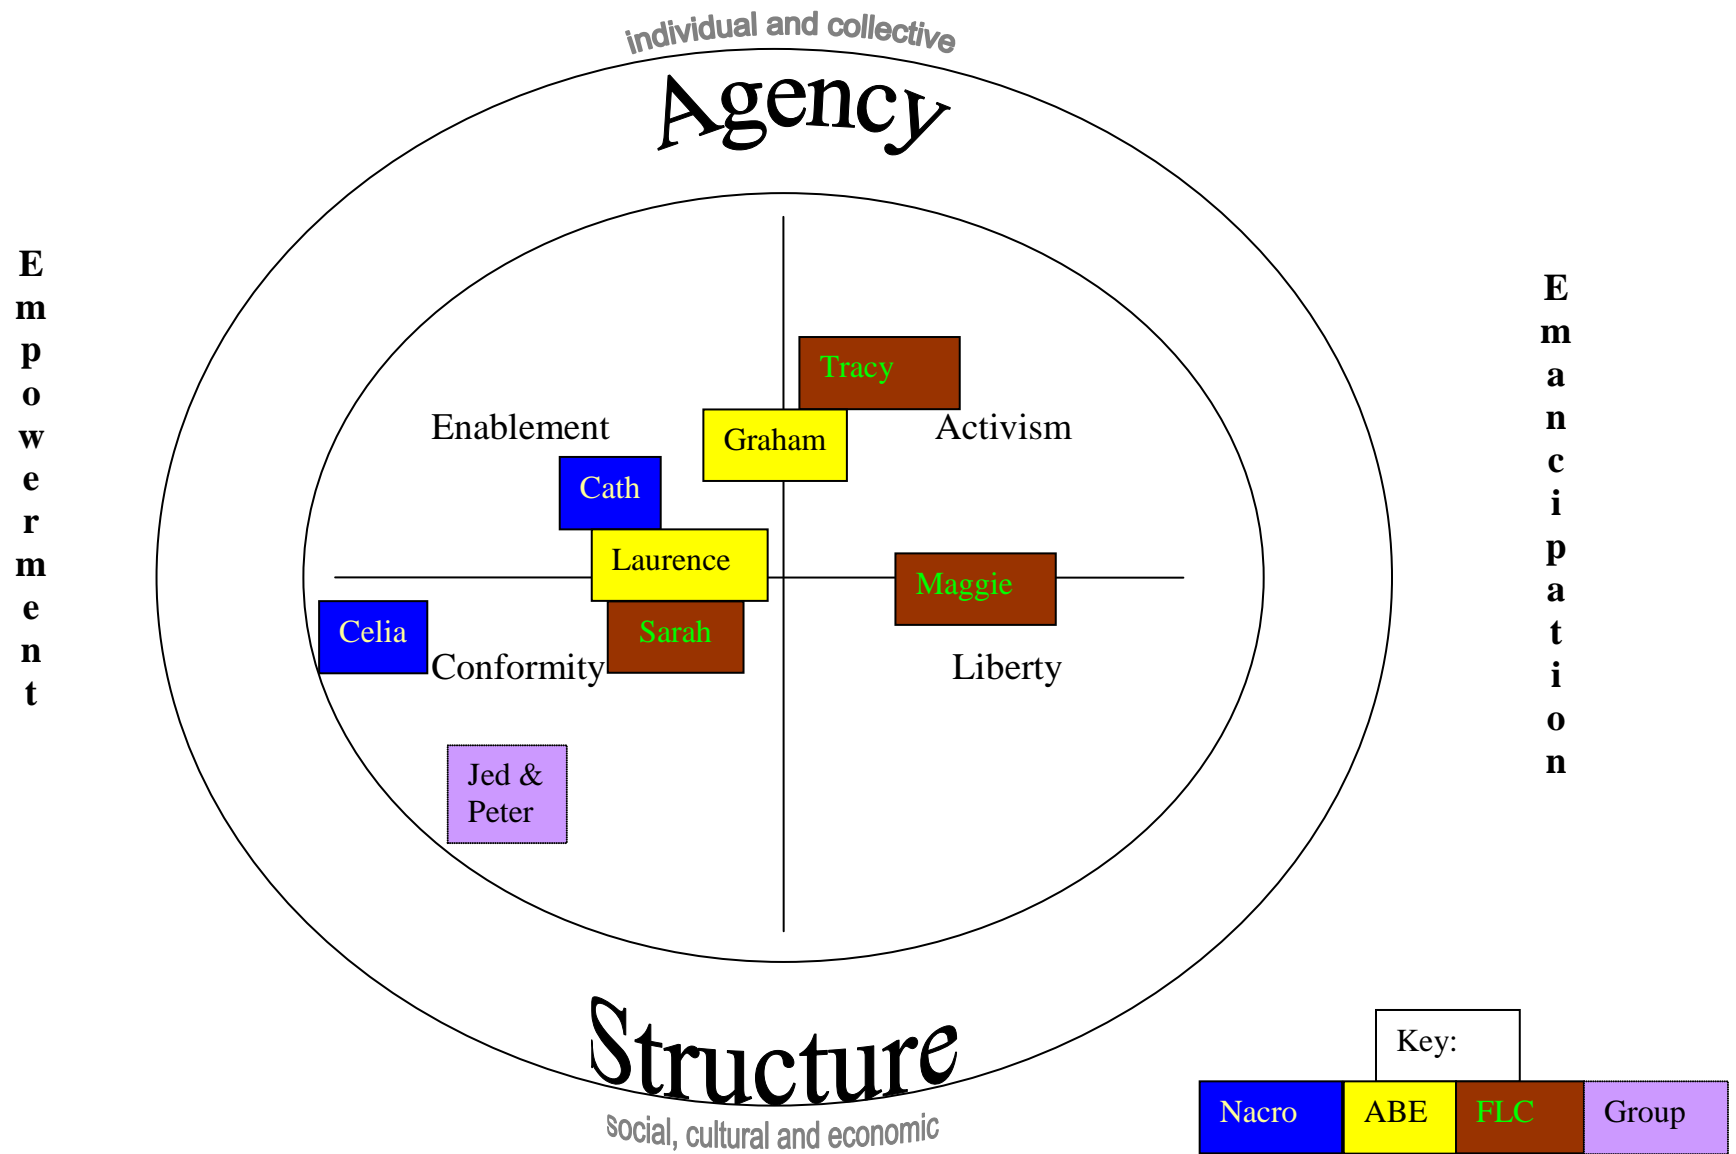 individual and collective
Agency
Empowerment
Emancipation
Tracy
Enablement
Activism
Graham
Cath
Laurence
Maggie
Celia
Sarah
Conformity
Liberty
Jed &
Peter
Structure
social, cultural and economic
Key:
Nacro
ABE
FLC
Group